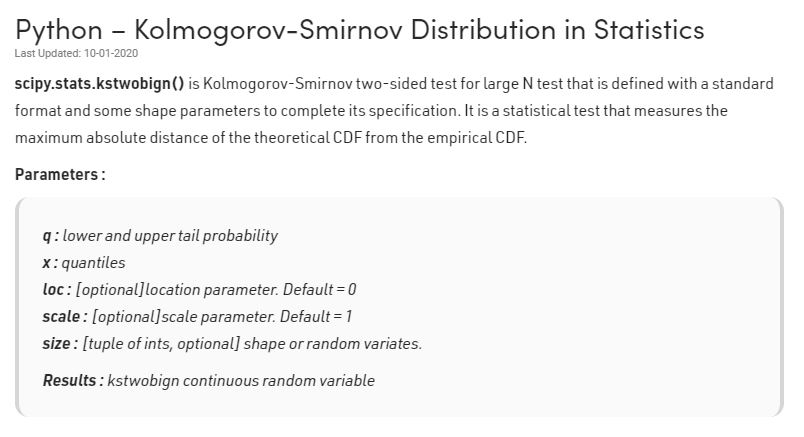 Python – Kolmogorov-Smirnov Distribution in Statistics
Last Updated: 10-01-2020
scipy.stats.kstwobign() is Kolmogorov-Smirnov two-sided test for large N test that is defined with a standard
format and some shape parameters to complete its specification. It is a statistical test that measures the
maximum absolute distance of the theoretical CDF from the empirical CDF.
Parameters :
q : lower and upper tail probability
x : quantiles
loc : [optional]location parameter. Default = 0
scale : [optional]scale parameter. Default = 1
size : [tuple of ints, optional] shape or random variates.
Results : kstwobign continuous random variable